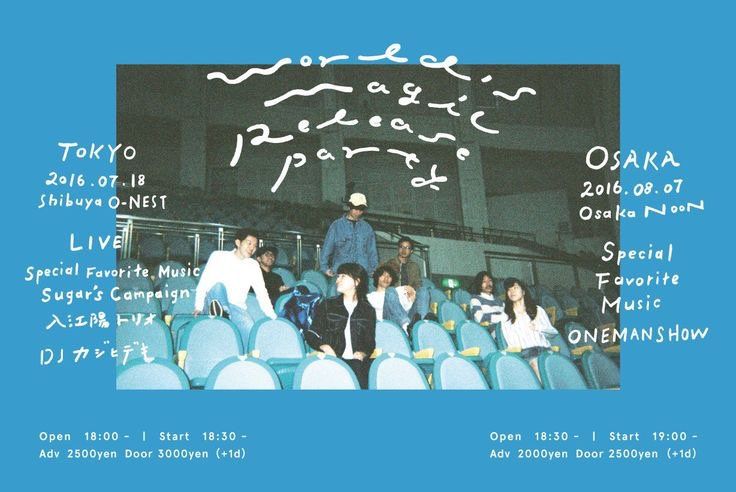 world's
magic
Release
party
TOKYO
2016.07.18
Shibuya O-NEST
LIVE
Special Favorite Music
Sugar's Campaign
入江陽トリオ
DJ カジヒデキ
Open 18:00 - | Start 18:30 -
Adv 2500yen Door 3000yen (+1d)
OSAKA
2016.08.07
Osaka NooN
Special
Favorite
Music
ONEMANSHOW
Open 18:30 - | Start 19:00 -
Adv 2000yen Door 2500yen (+1d)